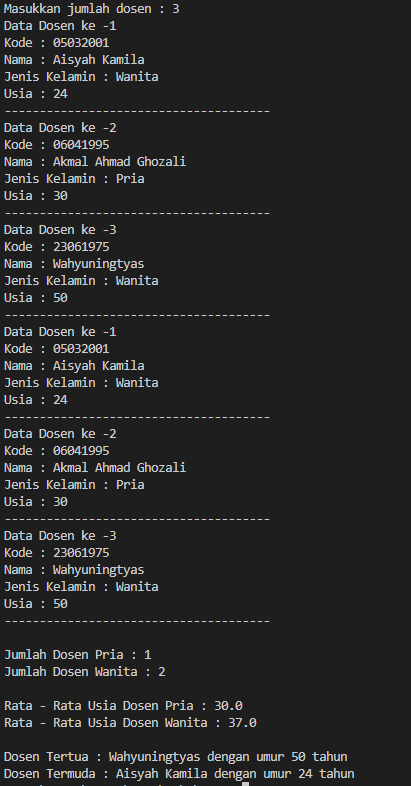 Masukkan jumlah dosen : 3
Data Dosen ke -1
Kode : 05032001
Nama : Aisyah Kamila
Jenis Kelamin : Wanita
Usia : 24
--------------------------------------
Data Dosen ke -2
Kode : 06041995
Nama : Akmal Ahmad Ghozali
Jenis Kelamin : Pria
Usia : 30
--------------------------------------
Data Dosen ke -3
Kode : 23061975
Nama : Wahyuningtyas
Jenis Kelamin : Wanita
Usia : 50
--------------------------------------
Data Dosen ke -1
Kode : 05032001
Nama : Aisyah Kamila
Jenis Kelamin : Wanita
Usia : 24
--------------------------------------
Data Dosen ke -2
Kode : 06041995
Nama : Akmal Ahmad Ghozali
Jenis Kelamin : Pria
Usia : 30
--------------------------------------
Data Dosen ke -3
Kode : 23061975
Nama : Wahyuningtyas
Jenis Kelamin : Wanita
Usia : 50
--------------------------------------
Jumlah Dosen Pria : 1
Jumlah Dosen Wanita : 2
Rata - Rata Usia Dosen Pria : 30.0
Rata - Rata Usia Dosen Wanita : 37.0
Dosen Tertua : Wahyuningtyas dengan umur 50 tahun
Dosen Termuda : Aisyah Kamila dengan umur 24 tahun